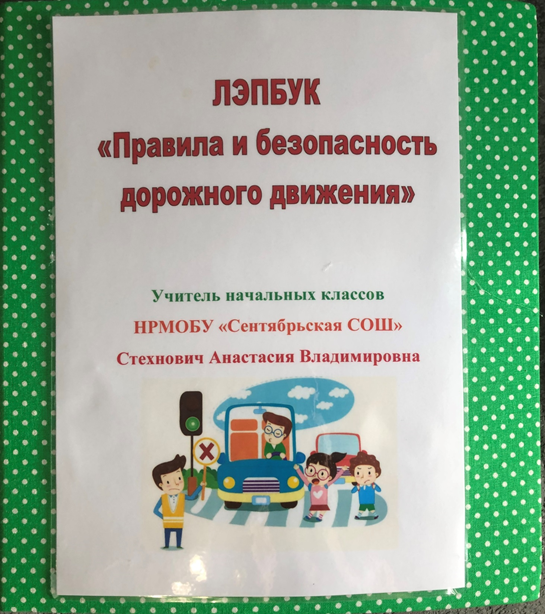 ЛЭПБУК
«Правила и безопасность
дорожного движения»
Учитель начальных классов
НРМОБУ «Сентябрьская СОШ»
Стехнович Анастасия Владимировна